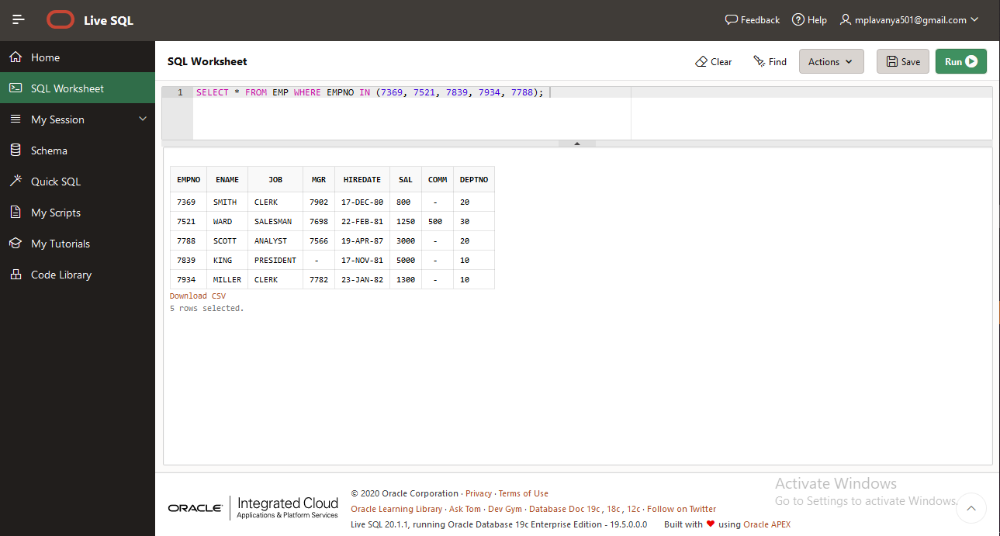 Live SQL
Feedback Help mplavanya501@gmail.com
Home
SQL Worksheet
My Session
Schema
Quick SQL
My Scripts
My Tutorials
Code Library
SQL Worksheet Clear Find Actions Save Run
1 SELECT * FROM EMP WHERE EMPNO IN (7369, 7521, 7839, 7934, 7788);
EMPNO ENAME JOB MGR HIREDATE SAL COMM DEPTNO
7369 SMITH CLERK 7902 17-DEC-80 800 - 20
7521 WARD SALESMAN 7698 22-FEB-81 1250 500 30
7788 SCOTT ANALYST 7566 19-APR-87 3000 - 20
7839 KING PRESIDENT - 17-NOV-81 5000 - 10
7934 MILLER CLERK 7782 23-JAN-82 1300 - 10
Download CSV
5 rows selected.
ORACLE Integrated Cloud
Applications & Platform Services
© 2020 Oracle Corporation · Privacy · Terms of Use
Oracle Learning Library · Ask Tom · Dev Gym · Database Doc 19c, 18c, 12c · Follow on Twitter
Live SQL 20.1.1, running Oracle Database 19c Enterprise Edition - 19.5.0.0.0 Built with ❤ using Oracle APEX
Activate Windows
Go to Settings to activate Windows.